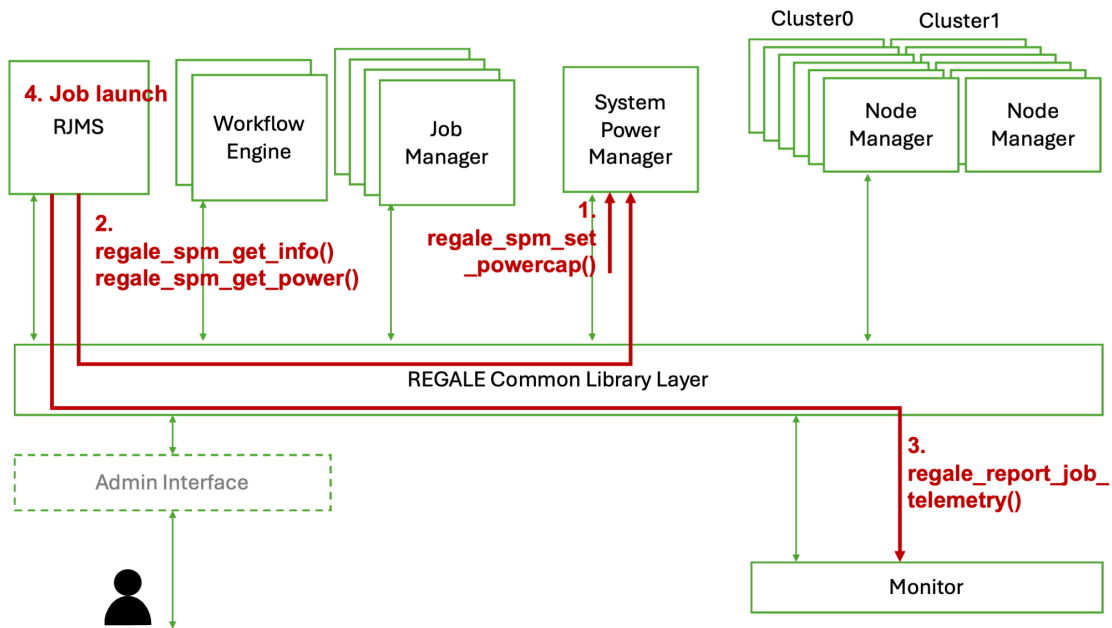 Cluster0
Cluster1
4. Job launch
RJMS
Workflow
Engine
Job
Manager
System
Power
Manager
Node
Manager
Node
Manager
2.
regale_spm_get_info()
regale_spm_get_power()
1.
regale_spm_set
_powercap()
REGALE Common Library Layer
Admin Interface
3.
regale_report_job_
telemetry()
Monitor